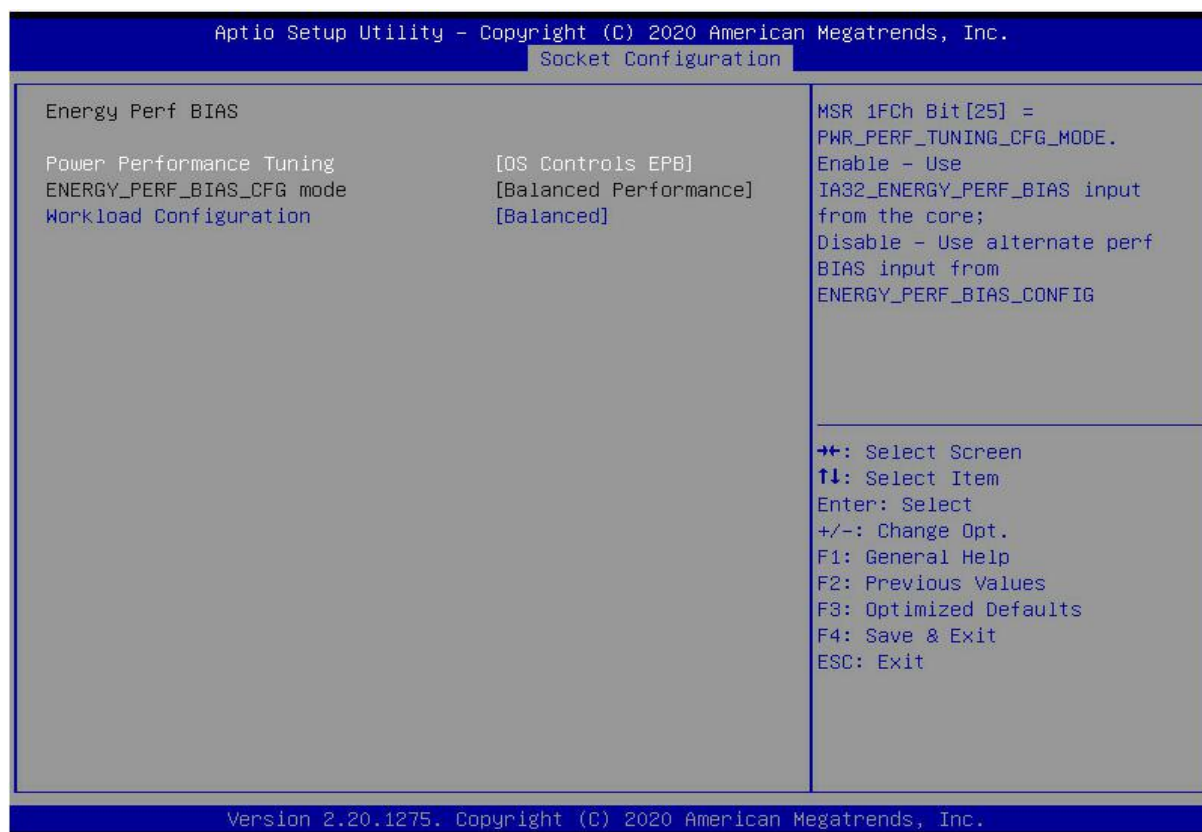 Aptio Setup Utility – Copyright (C) 2020 American Megatrends, Inc.
Socket Configuration
Energy Perf BIAS
Power Performance Tuning [OS Controls EPB]
ENERGY_PERF_BIAS_CFG mode [Balanced Performance]
Workload Configuration [Balanced]
MSR 1FCh Bit[25] =
PWR_PERF_TUNING_CFG_MODE.
Enable – Use
IA32_ENERGY_PERF_BIAS input
from the core;
Disable – Use alternate perf
BIAS input from
ENERGY_PERF_BIAS_CONFIG
→←: Select Screen
↑↓: Select Item
Enter: Select
+/-: Change Opt.
F1: General Help
F2: Previous Values
F3: Optimized Defaults
F4: Save & Exit
ESC: Exit
Version 2.20.1275. Copyright (C) 2020 American Megatrends, Inc.